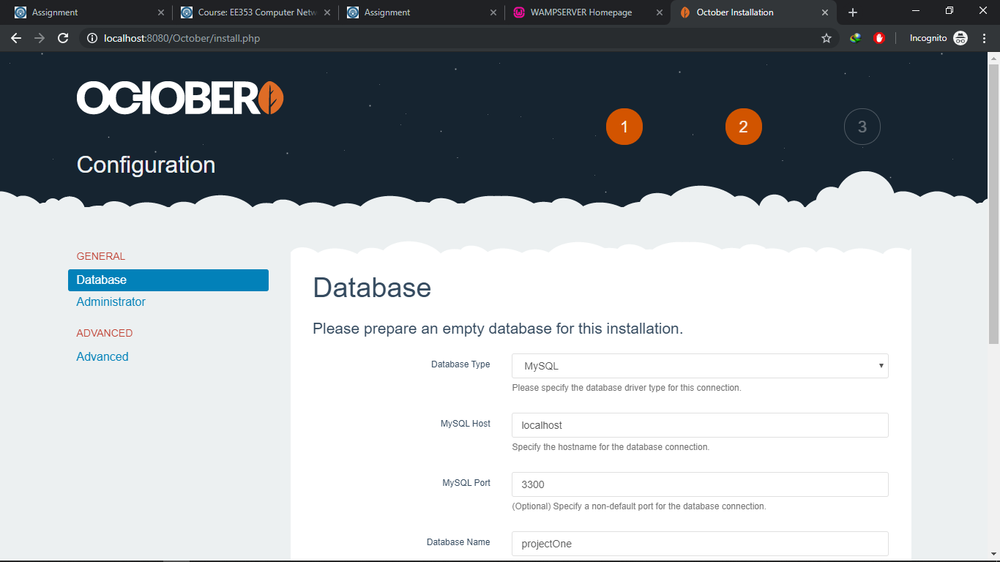 Assignment
Course: EE353 Computer Netw
Assignment
WAMPSERVER Homepage
October Installation
localhost:8080/October/install.php
Incognito
OCTOBER
1
2
3
Configuration
GENERAL
Database
Administrator
ADVANCED
Advanced
Database
Please prepare an empty database for this installation.
Database Type
MySQL
Please specify the database driver type for this connection.
MySQL Host
localhost
Specify the hostname for the database connection.
MySQL Port
3300
(Optional) Specify a non-default port for the database connection.
Database Name
projectOne